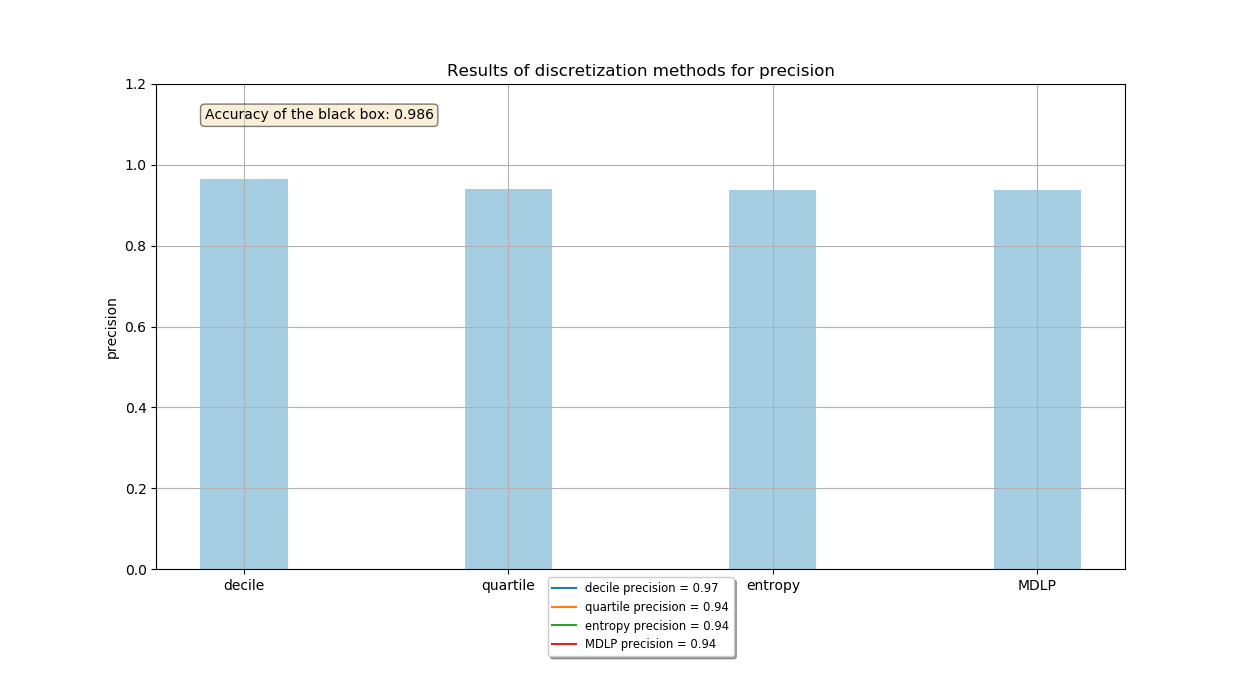 Results of discretization methods for precision
1.2
Accuracy of the black box: 0.986
1.0
0.8
0.6
precision
0.4
0.2
0.0
decile quartile entropy MDLP
decile precision = 0.97
quartile precision = 0.94
entropy precision = 0.94
MDLP precision = 0.94